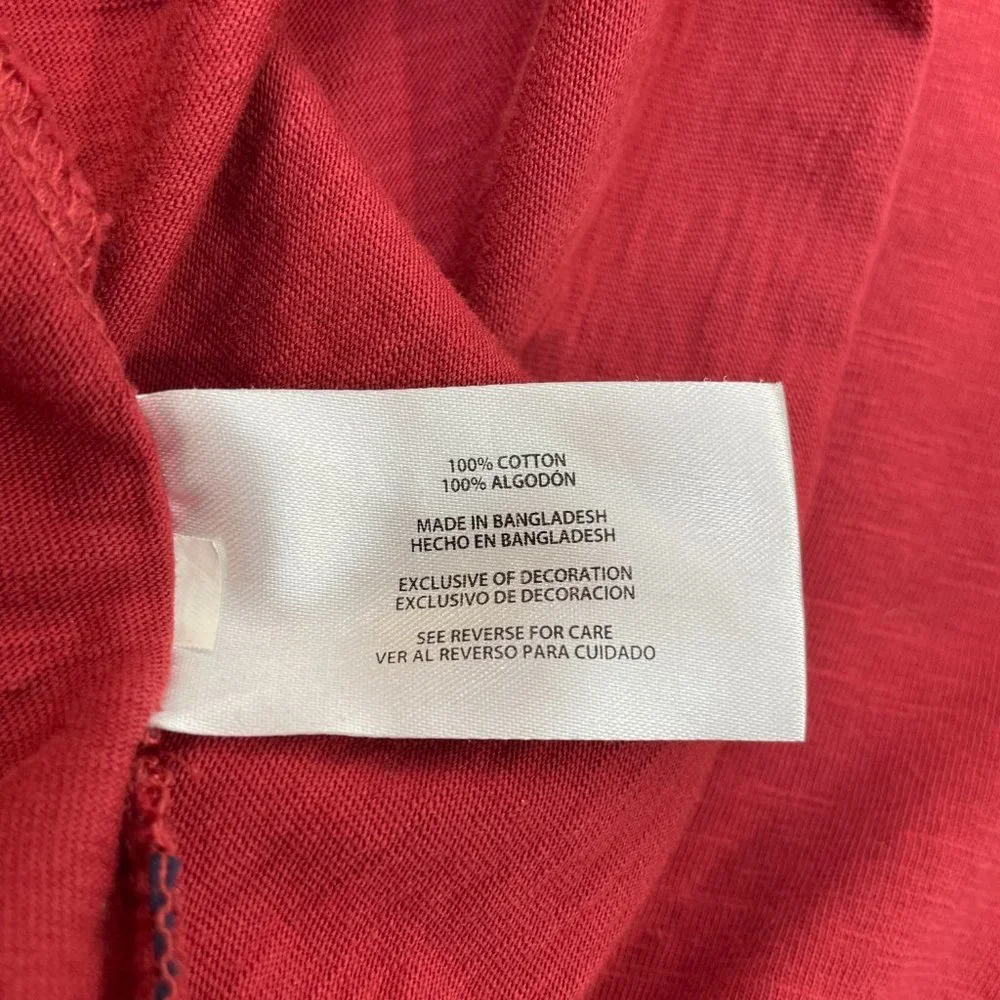 100% COTTON
100% ALGODÓN
MADE IN BANGLADESH
HECHO EN BANGLADESH
EXCLUSIVE OF DECORATION
EXCLUSIVO DE DECORACION
SEE REVERSE FOR CARE
VER AL REVERSO PARA CUIDADO